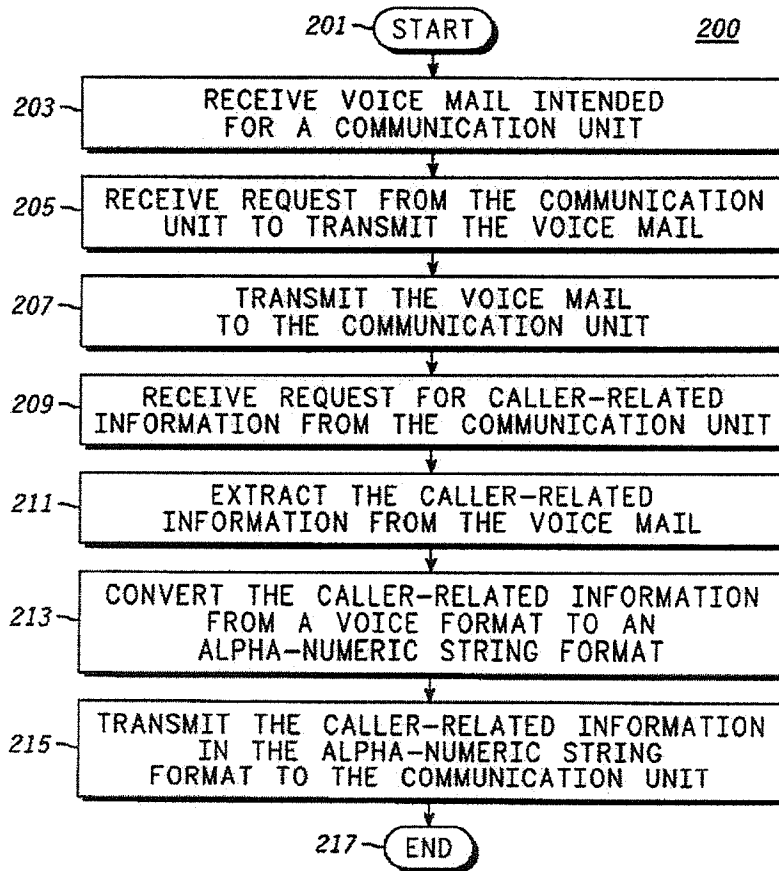 201 START 200
203 RECEIVE VOICE MAIL INTENDED
FOR A COMMUNICATION UNIT
205 RECEIVE REQUEST FROM THE COMMUNICATION
UNIT TO TRANSMIT THE VOICE MAIL
207 TRANSMIT THE VOICE MAIL
TO THE COMMUNICATION UNIT
209 RECEIVE REQUEST FOR CALLER-RELATED
INFORMATION FROM THE COMMUNICATION UNIT
211 EXTRACT THE CALLER-RELATED
INFORMATION FROM THE VOICE MAIL
213 CONVERT THE CALLER-RELATED INFORMATION
FROM A VOICE FORMAT TO AN
ALPHA-NUMERIC STRING FORMAT
215 TRANSMIT THE CALLER-RELATED INFORMATION
IN THE ALPHA-NUMERIC STRING
FORMAT TO THE COMMUNICATION UNIT
217 END